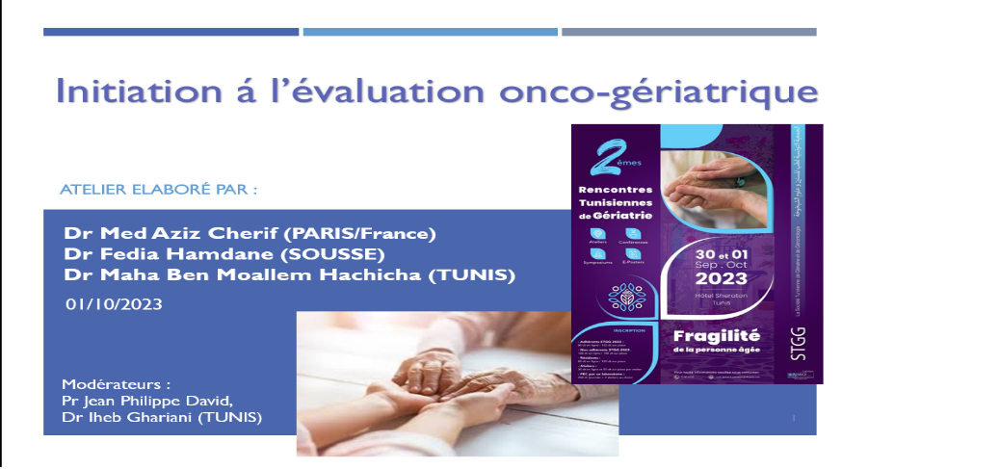 Initiation á l'évaluation onco-gériatrique
ATELIER ELABORÉ PAR :
Dr Med Aziz Cherif (PARIS/France)
Dr Fedia Hamdane (SOUSSE)
Dr Maha Ben Moallem Hachicha (TUNIS)
01/10/2023
Modérateurs :
Pr Jean Philippe David,
Dr Iheb Ghariani (TUNIS)
2èmes
Rencontres
Tunisiennes
de Gériatrie
Ateliers
Conférences
Symposiums
E-Posters
30 et 01
Sep . Oct
2023
Hôtel Sheraton
Tunis
Fragilité
de la personne âgée
INSCRIPTION
STGG